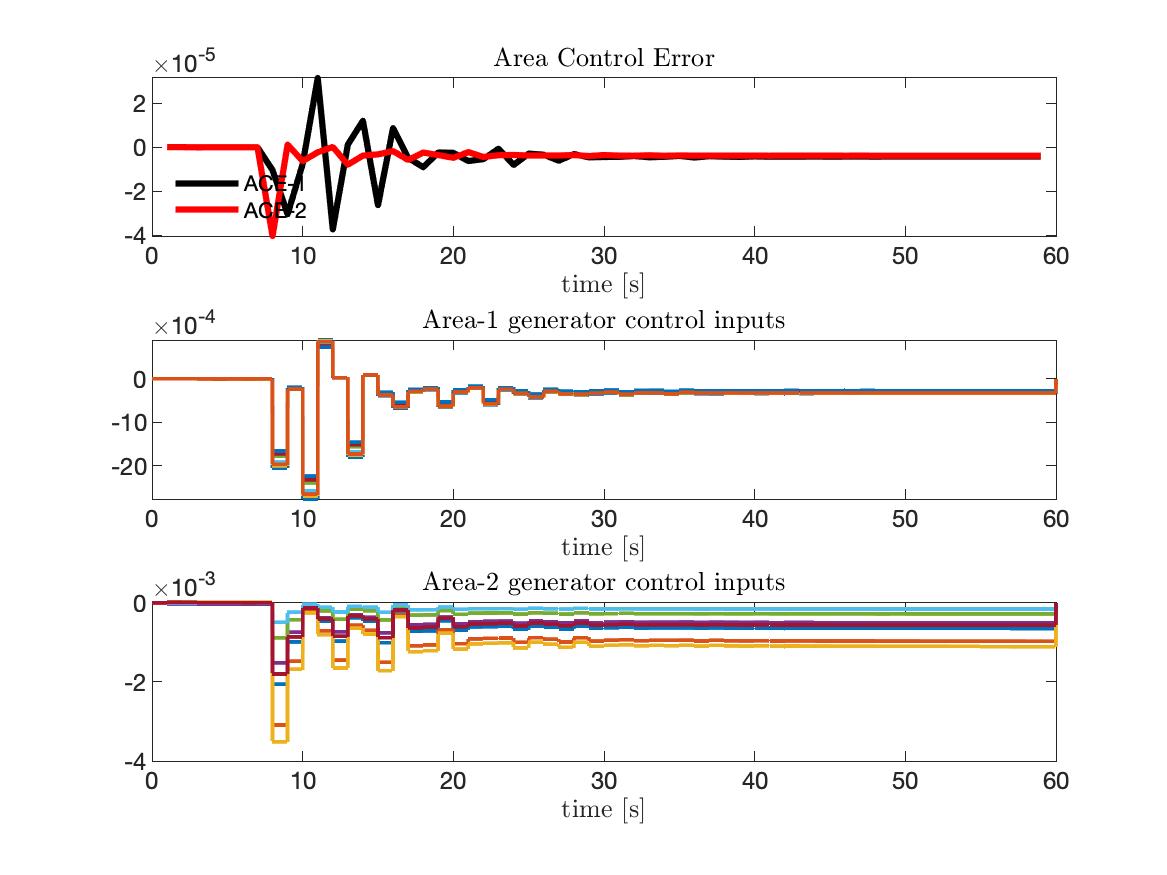 ×10-5
Area Control Error
2
0
-2
-4
ACE-1
ACE-2
0 10 20 30 40 50 60
time [s]
×10-4
Area-1 generator control inputs
0
-10
-20
0 10 20 30 40 50 60
time [s]
×10-3
Area-2 generator control inputs
0
-2
-4
0 10 20 30 40 50 60
time [s]